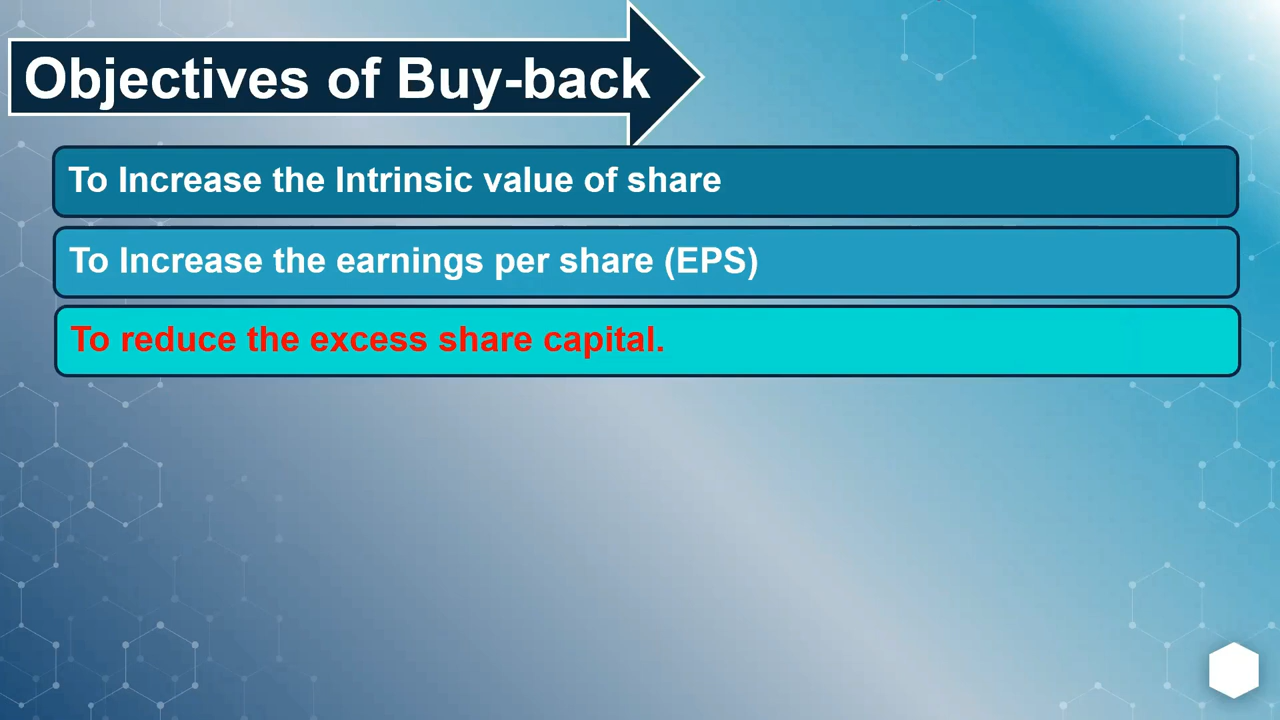 Objectives of Buy-back
To Increase the Intrinsic value of share
To Increase the earnings per share (EPS)
To reduce the excess share capital.